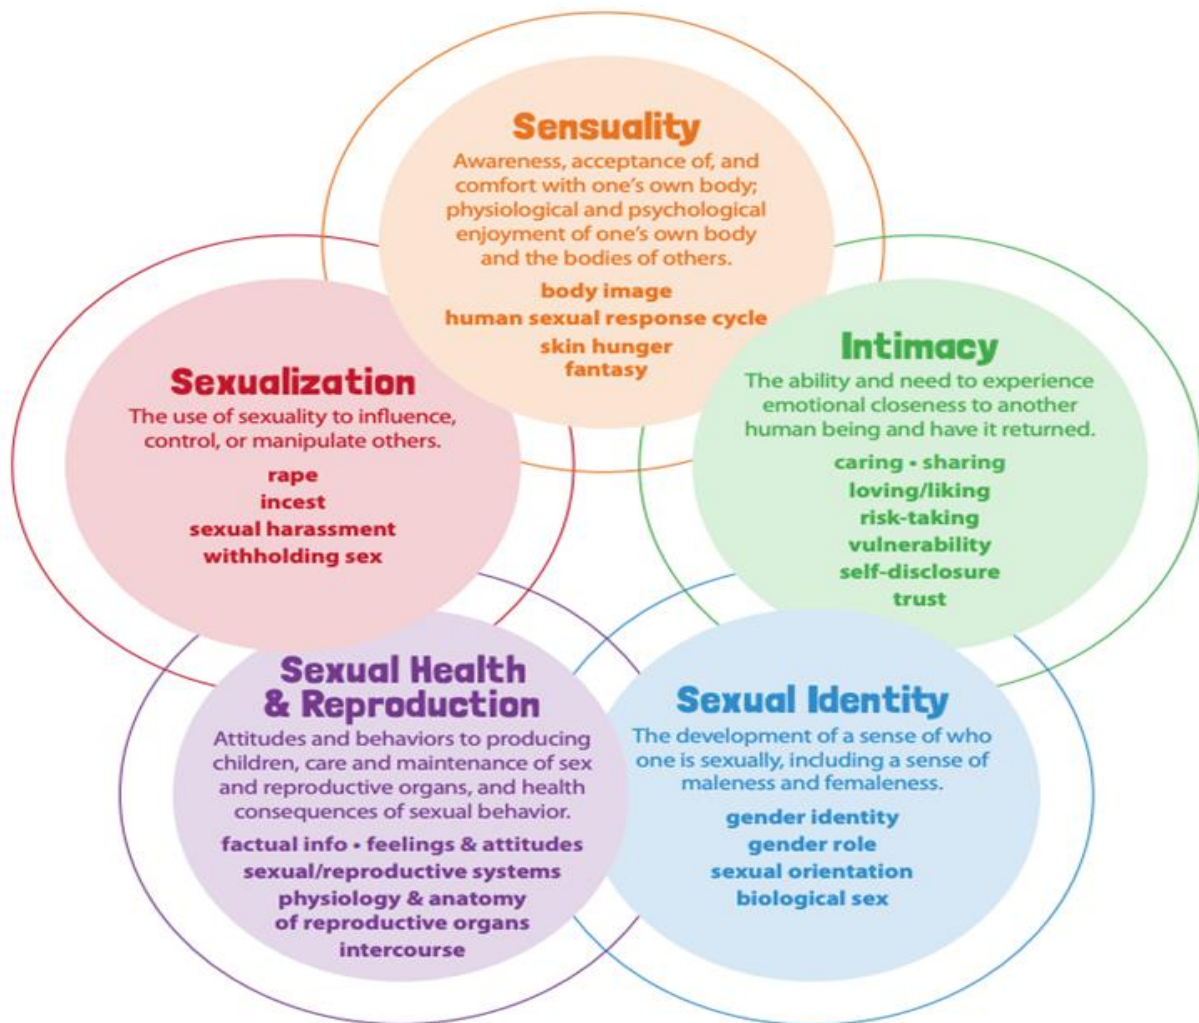 Sensuality
Awareness, acceptance of, and
comfort with one's own body;
physiological and psychological
enjoyment of one's own body
and the bodies of others.
body image
human sexual response cycle
skin hunger
fantasy
Intimacy
The ability and need to experience
emotional closeness to another
human being and have it returned.
caring • sharing
loving/liking
risk-taking
vulnerability
self-disclosure
trust
Sexualization
The use of sexuality to influence,
control, or manipulate others.
rape
incest
sexual harassment
withholding sex
Sexual Health
& Reproduction
Attitudes and behaviors to producing
children, care and maintenance of sex
and reproductive organs, and health
consequences of sexual behavior.
factual info • feelings & attitudes
sexual/reproductive systems
physiology & anatomy
of reproductive organs
intercourse
Sexual Identity
The development of a sense of who
one is sexually, including a sense of
maleness and femaleness.
gender identity
gender role
sexual orientation
biological sex